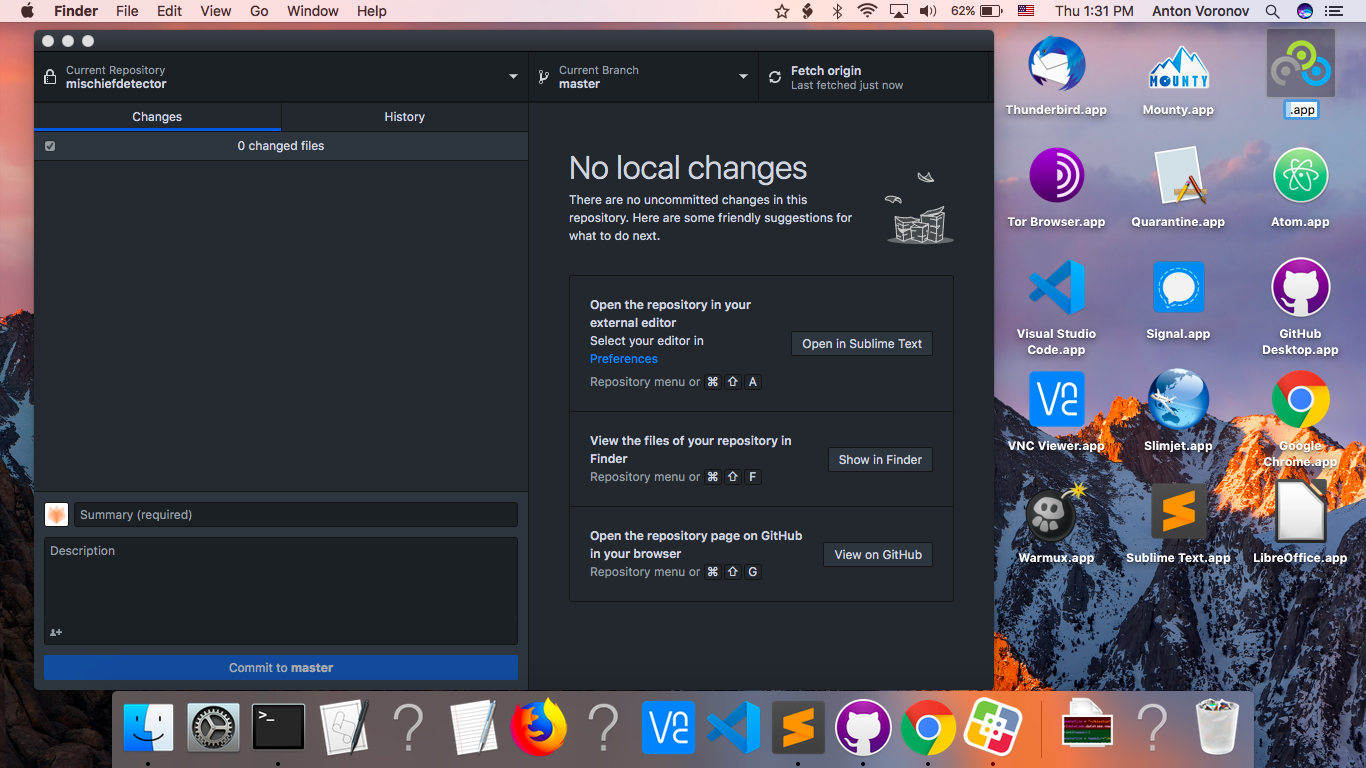 Finder File Edit View Go Window Help
62% Thu 1:31 PM Anton Voronov
Current Repository
mischiefdetector
Current Branch
master
Fetch origin
Last fetched just now
Changes
History
0 changed files
No local changes
There are no uncommitted changes in this
repository. Here are some friendly suggestions for
what to do next.
Open the repository in your
external editor
Select your editor in
Preferences
Repository menu or ⌘ ⇧ A
Open in Sublime Text
View the files of your repository in
Finder
Repository menu or ⌘ ⇧ F
Show in Finder
Open the repository page on GitHub
in your browser
Repository menu or ⌘ ⇧ G
View on GitHub
Summary (required)
Description
Commit to master
Thunderbird.app
MOUNTY
Mounty.app
.app
Tor Browser.app
Quarantine.app
Atom.app
Visual Studio
Code.app
Signal.app
GitHub
Desktop.app
VNC Viewer.app
Slimjet.app
Google
Chrome.app
Warmux.app
Sublime Text.app
LibreOffice.app
>_